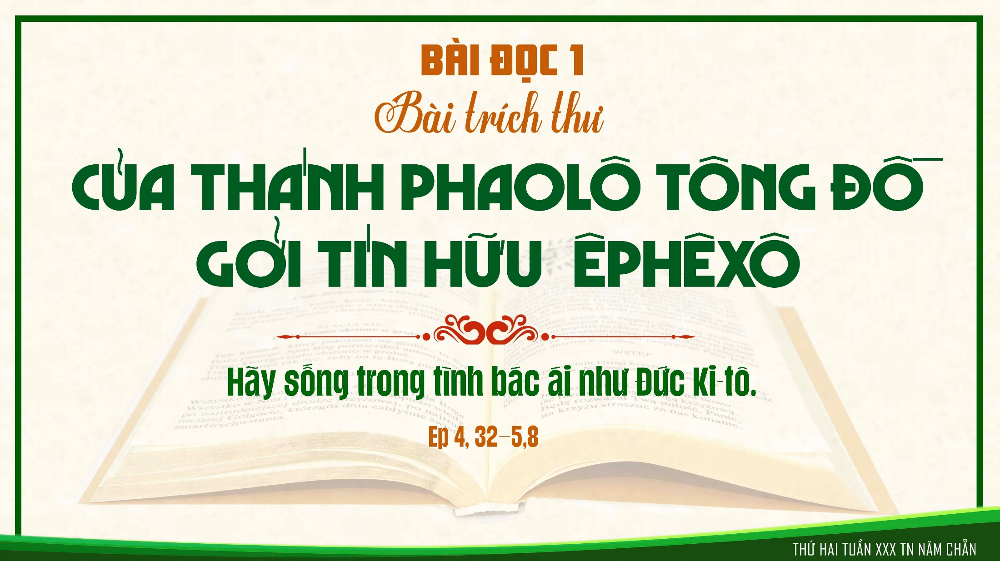 BÀI ĐỌC 1
Bài trích thư
CỦA THÁNH PHAOLÔ TÔNG ĐỒ
GỞI TÍN HỮU ÊPHÊXÔ
Hãy sống trong tình bác ái như Đức Ki-tô.
Ep 4, 32–5,8
THỨ HAI TUẦN XXX TN NĂM CHẴN